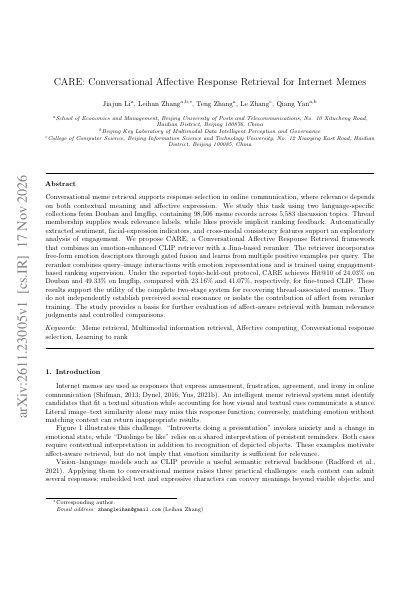 CARE: Conversational Affective Response Retrieval for Internet Memes
Jiajun Liᵃ, Leihan Zhangᵃ,ᵇ,*, Teng Zhangᵃ, Le Zhangᶜ, Qiang Yanᵃ,ᵇ
ᵃSchool of Economics and Management, Beijing University of Posts and Telecommunications, No. 10 Xitucheng Road,
Haidian District, Beijing 100876, China
ᵇBeijing Key Laboratory of Multimodal Data Intelligent Perception and Governance
ᶜCollege of Computer Science, Beijing Information Science and Technology University, No. 12 Xiaoying East Road, Haidian
District, Beijing 100085, China
Abstract
Conversational meme retrieval supports response selection in online communication, where relevance depends
on both contextual meaning and affective expression. We study this task using two language-specific
collections from Douban and Imgflip, containing 98,506 meme records across 5,583 discussion topics. Thread
membership supplies weak relevance labels, while likes provide implicit ranking feedback. Automatically
extracted sentiment, facial-expression indicators, and cross-modal consistency features support an exploratory
analysis of engagement. We propose CARE, a Conversational Affective Response Retrieval framework
that combines an emotion-enhanced CLIP retriever with a Jina-based reranker. The retriever incorporates
free-form emotion descriptors through gated fusion and learns from multiple positive examples per query. The
reranker combines query–image interactions with emotion representations and is trained using engagement-
based ranking supervision. Under the reported topic-held-out protocol, CARE achieves Hit@10 of 24.03% on
Douban and 49.33% on Imgflip, compared with 23.16% and 41.07%, respectively, for fine-tuned CLIP. These
results support the utility of the complete two-stage system for recovering thread-associated memes. They
do not independently establish perceived social resonance or isolate the contribution of affect from reranker
training. The study provides a basis for further evaluation of affect-aware retrieval with human relevance
judgments and controlled comparisons.
Keywords: Meme retrieval, Multimodal information retrieval, Affective computing, Conversational response
selection, Learning to rank
1. Introduction
Internet memes are used as responses that express amusement, frustration, agreement, and irony in online
communication (Shifman, 2013; Dynel, 2016; Yus, 2021b). An intelligent meme retrieval system must identify
candidates that fit a textual situation while accounting for how visual and textual cues communicate a stance.
Literal image–text similarity alone may miss this response function; conversely, matching emotion without
matching context can return inappropriate results.
Figure 1 illustrates this challenge. “Introverts doing a presentation” invokes anxiety and a change in
emotional state, while “Duolingo be like” relies on a shared interpretation of persistent reminders. Both cases
require contextual interpretation in addition to recognition of depicted objects. These examples motivate
affect-aware retrieval, but do not imply that emotion similarity is sufficient for relevance.
Vision–language models such as CLIP provide a useful semantic retrieval backbone (Radford et al.,
2021). Applying them to conversational memes raises three practical challenges: each context can admit
several responses; embedded text and expressive characters can convey meanings beyond visible objects; and
*Corresponding author.
Email address: zhangleihan@gmail.com (Leihan Zhang)
arXiv:2611.23005v1 [cs.IR] 17 Nov 2026